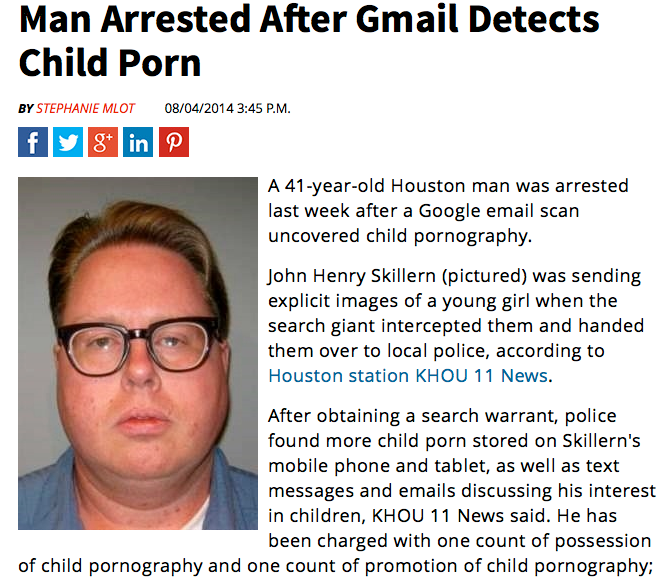 Man Arrested After Gmail Detects
Child Porn
BY STEPHANIE MLOT 08/04/2014 3:45 P.M.
f g+ in p
A 41-year-old Houston man was arrested
last week after a Google email scan
uncovered child pornography.
John Henry Skillern (pictured) was sending
explicit images of a young girl when the
search giant intercepted them and handed
them over to local police, according to
Houston station KHOU 11 News.
After obtaining a search warrant, police
found more child porn stored on Skillern's
mobile phone and tablet, as well as text
messages and emails discussing his interest
in children, KHOU 11 News said. He has
been charged with one count of possession
of child pornography and one count of promotion of child pornography;